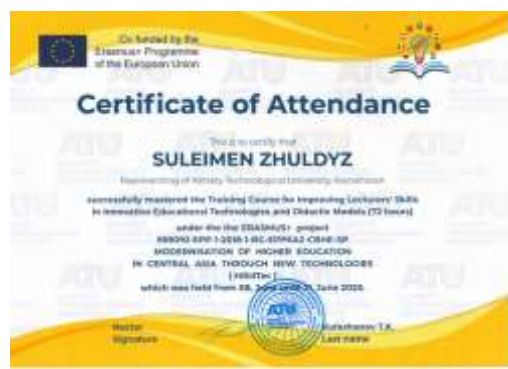 Co-funded by the
Erasmus+ Programme
of the European Union
Certificate of Attendance
This is to certify that
SULEIMEN ZHULDYZ
Representing of Almaty Technological University, Kazakhstan
successfully mastered the Training Course for Improving Lecturers' Skills
in Innovative Educational Technologies and Didactic Models (72 hours)
under the the ERASMUS+ project
MODERNISATION OF HIGHER EDUCATION
IN CENTRAL ASIA THROUGH NEW TECHNOLOGIES
( HiEdTec )
which was held from 08, June until 21, June 2020.
ATU
Rector
T.K.
Signature
Last name